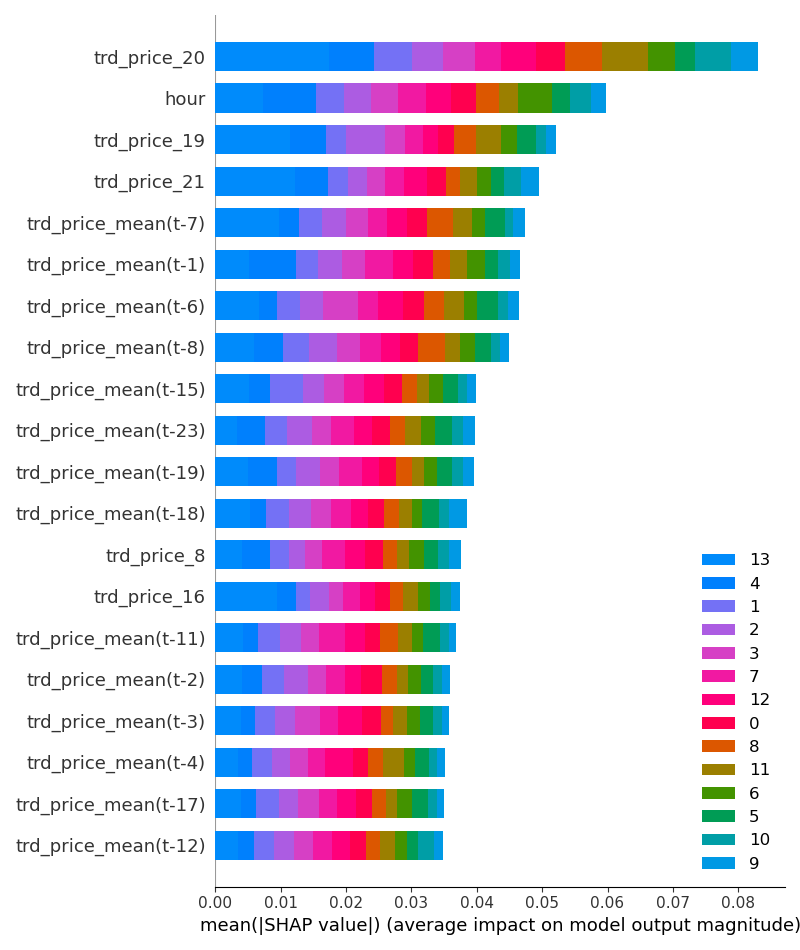 trd_price_20
hour
trd_price_19
trd_price_21
trd_price_mean(t-7)
trd_price_mean(t-1)
trd_price_mean(t-6)
trd_price_mean(t-8)
trd_price_mean(t-15)
trd_price_mean(t-23)
trd_price_mean(t-19)
trd_price_mean(t-18)
trd_price_8
trd_price_16
trd_price_mean(t-11)
trd_price_mean(t-2)
trd_price_mean(t-3)
trd_price_mean(t-4)
trd_price_mean(t-17)
trd_price_mean(t-12)
13
4
1
2
3
7
12
0
8
11
6
5
10
9
0.00 0.01 0.02 0.03 0.04 0.05 0.06 0.07 0.08
mean(|SHAP value|) (average impact on model output magnitude)